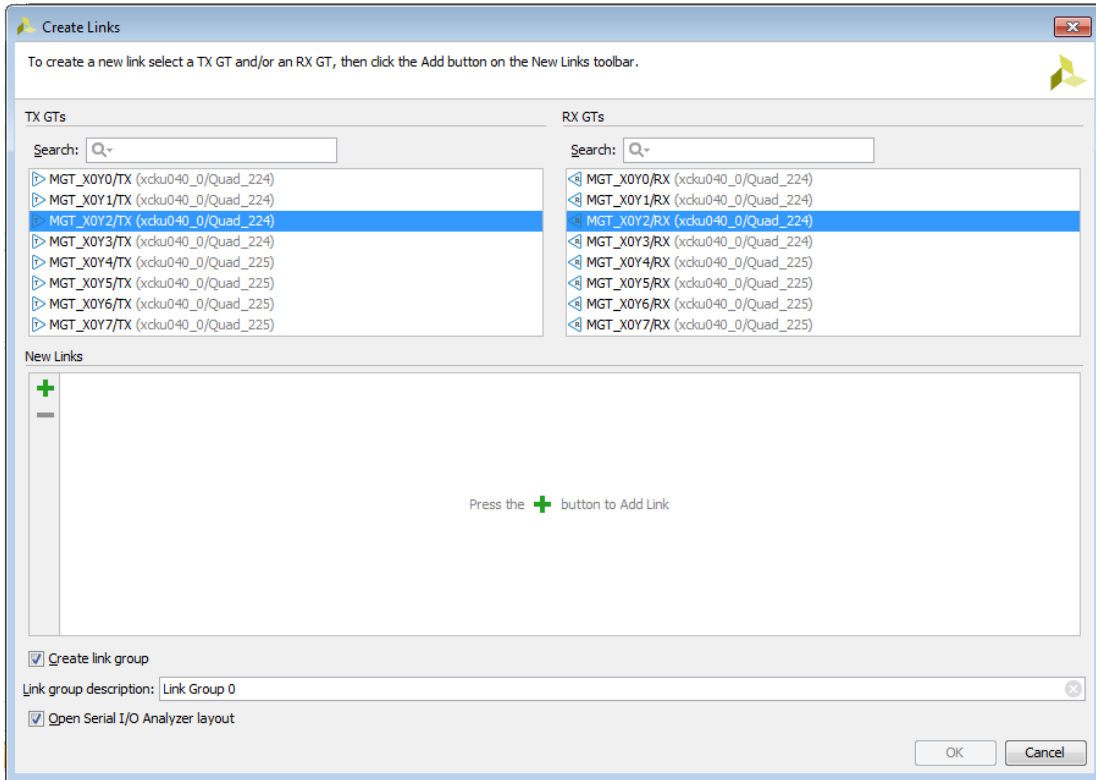 Create Links
To create a new link select a TX GT and/or an RX GT, then click the Add button on the New Links toolbar.
TX GTs
Search:
MGT_X0Y0/TX (xcku040_0/Quad_224)
MGT_X0Y1/TX (xcku040_0/Quad_224)
MGT_X0Y2/TX (xcku040_0/Quad_224)
MGT_X0Y3/TX (xcku040_0/Quad_224)
MGT_X0Y4/TX (xcku040_0/Quad_225)
MGT_X0Y5/TX (xcku040_0/Quad_225)
MGT_X0Y6/TX (xcku040_0/Quad_225)
MGT_X0Y7/TX (xcku040_0/Quad_225)
RX GTs
Search:
MGT_X0Y0/RX (xcku040_0/Quad_224)
MGT_X0Y1/RX (xcku040_0/Quad_224)
MGT_X0Y2/RX (xcku040_0/Quad_224)
MGT_X0Y3/RX (xcku040_0/Quad_224)
MGT_X0Y4/RX (xcku040_0/Quad_225)
MGT_X0Y5/RX (xcku040_0/Quad_225)
MGT_X0Y6/RX (xcku040_0/Quad_225)
MGT_X0Y7/RX (xcku040_0/Quad_225)
New Links
Press the + button to Add Link
Create link group
Link group description: Link Group 0
Open Serial I/O Analyzer layout
OK
Cancel